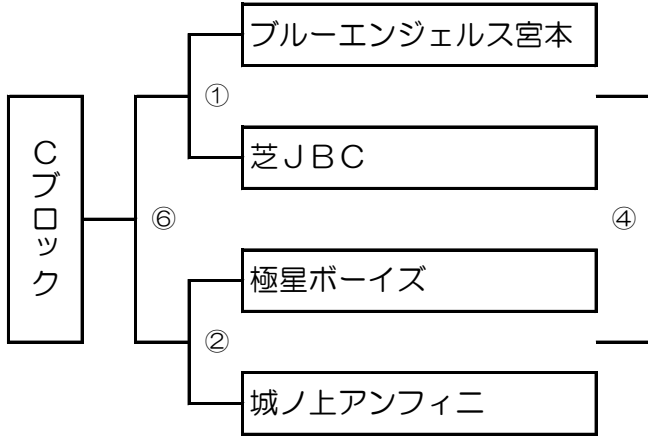 Cブロック
⑥
①
②
ブルーエンジェルス宮本
芝JBC
極星ボーイズ
城ノ上アンフィニ
④